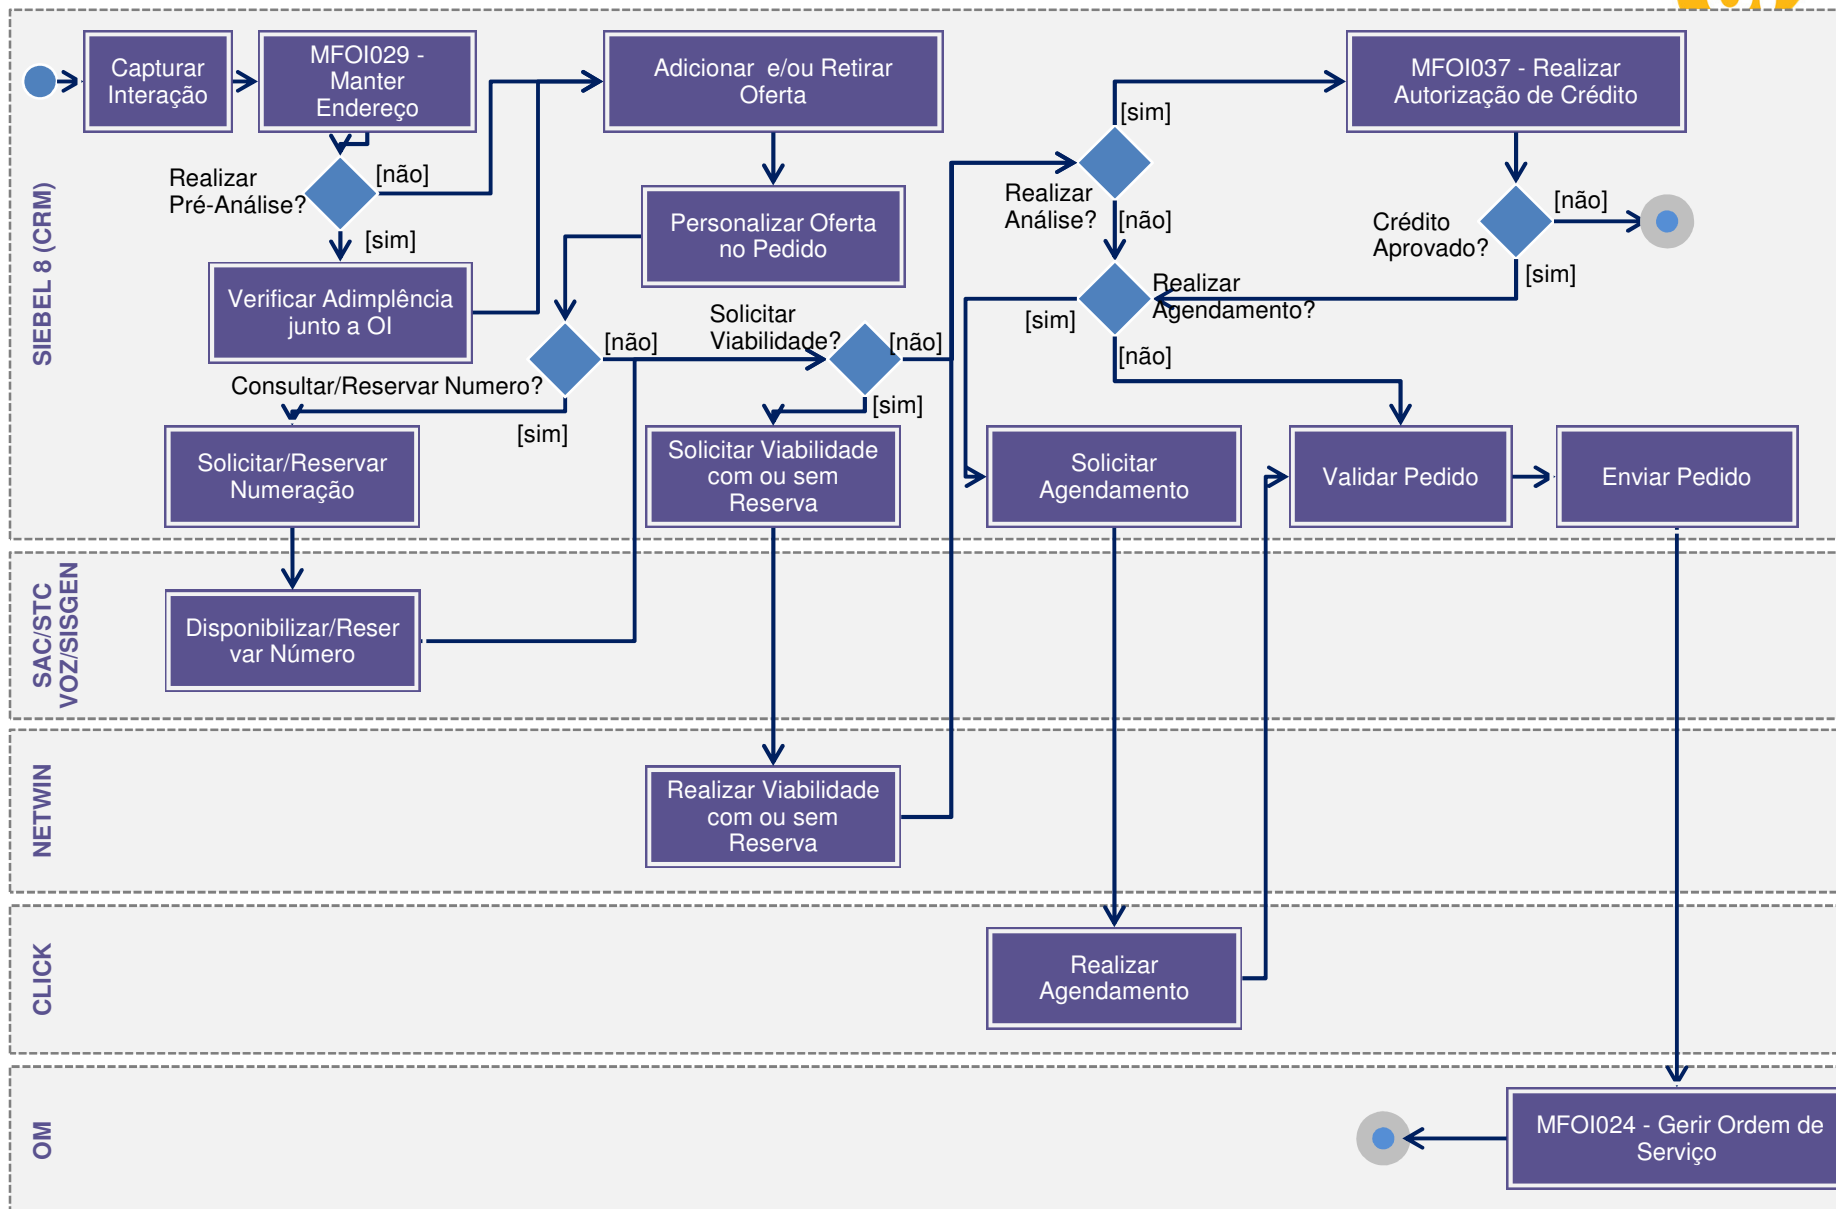 SIEBEL 8 (CRM)
Capturar
Interação
MFOI029 -
Manter
Endereço
Adicionar e/ou Retirar
Oferta
MFOI037 - Realizar
Autorização de Crédito
[sim]
Realizar
Pré-Análise?
[não]
[sim]
Personalizar Oferta
no Pedido
Realizar
Análise?
[não]
Crédito
Aprovado?
[não]
[sim]
Verificar Adimplência
junto a OI
Realizar
Agendamento?
[sim]
[não]
Consultar/Reservar Numero?
[não]
[sim]
Solicitar
Viabilidade?
[não]
[sim]
Solicitar/Reservar
Numeração
Solicitar Viabilidade
com ou sem
Reserva
Solicitar
Agendamento
Validar Pedido
Enviar Pedido
SAC/STC
VOZ/SISGEN
Disponibilizar/Reser
var Número
NETWIN
Realizar Viabilidade
com ou sem
Reserva
CLICK
Realizar
Agendamento
OM
MFOI024 - Gerir Ordem de
Serviço